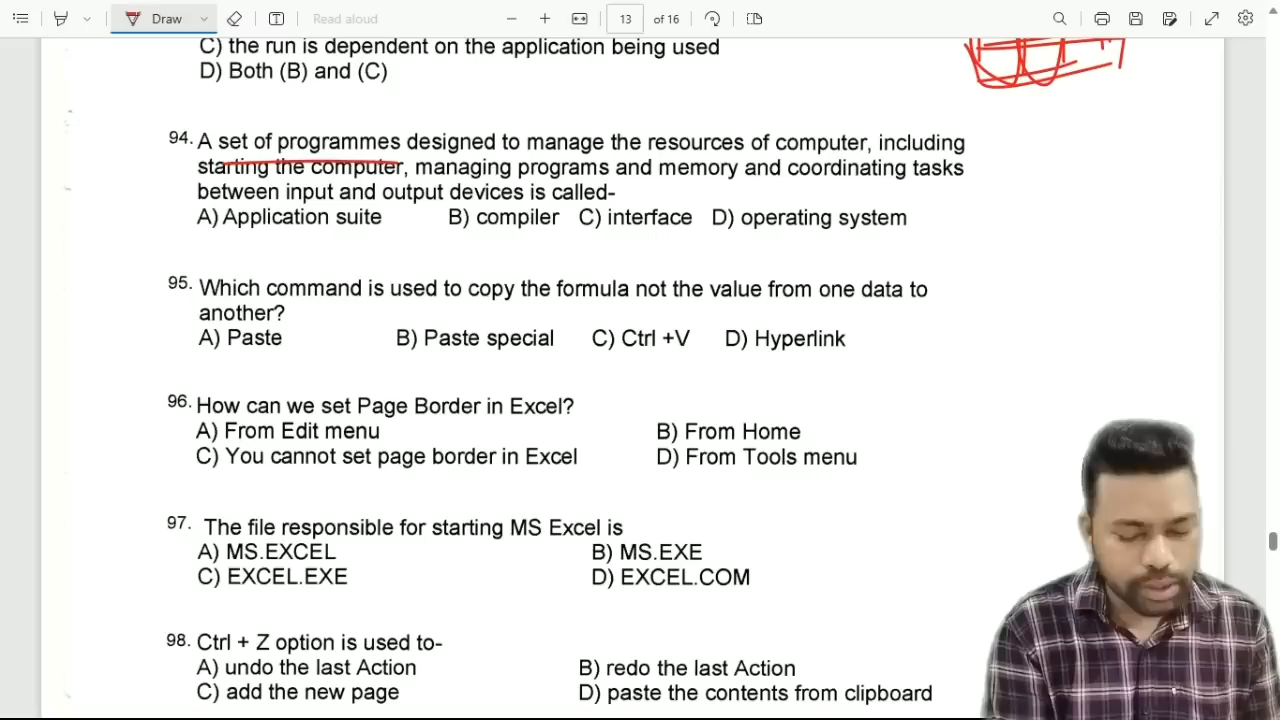 Draw
Read aloud
13 of 16
C) the run is dependent on the application being used
D) Both (B) and (C)
94. A set of programmes designed to manage the resources of computer, including
starting the computer, managing programs and memory and coordinating tasks
between input and output devices is called-
A) Application suite B) compiler C) interface D) operating system
95. Which command is used to copy the formula not the value from one data to
another?
A) Paste B) Paste special C) Ctrl +V D) Hyperlink
96. How can we set Page Border in Excel?
A) From Edit menu B) From Home
C) You cannot set page border in Excel D) From Tools menu
97. The file responsible for starting MS Excel is
A) MS.EXCEL B) MS.EXE
C) EXCEL.EXE D) EXCEL.COM
98. Ctrl + Z option is used to-
A) undo the last Action B) redo the last Action
C) add the new page D) paste the contents from clipboard